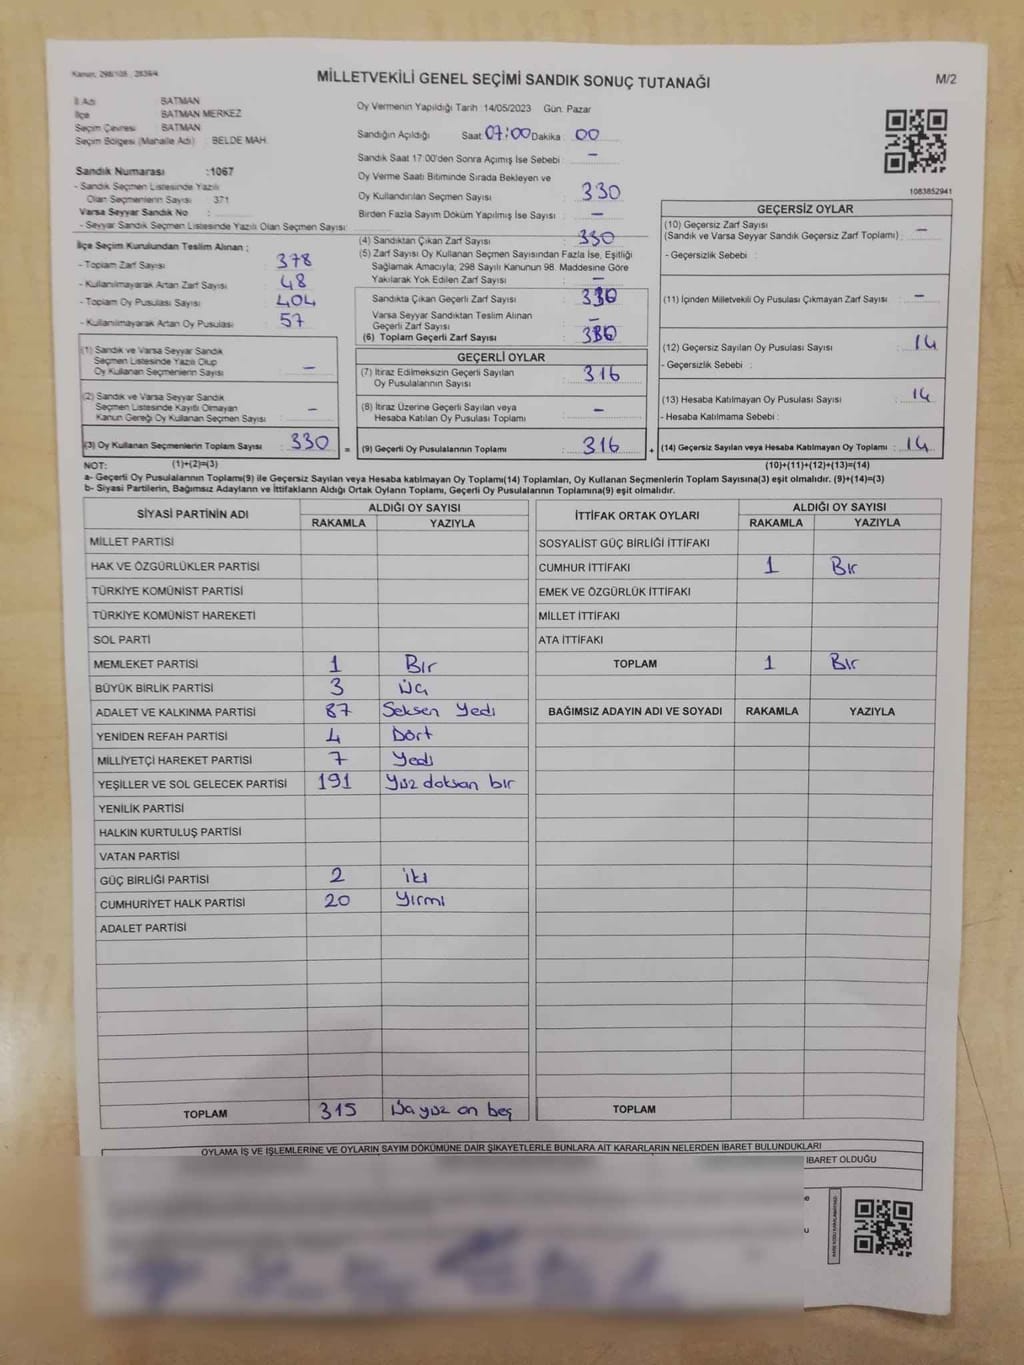 Kanun, 298/105 , 2839/4
MİLLETVEKİLİ GENEL SEÇİMİ SANDIK SONUÇ TUTANAĞI
M/2
İl Adı BATMAN
İlçe BATMAN MERKEZ
Seçim Çevresi BATMAN
Seçim Bölgesi (Mahalle Adı) BELDE MAH.
Sandık Numarası :1067
- Sandık Seçmen Listesinde Yazılı
Olan Seçmenlerin Sayısı 371
Varsa Seyyar Sandık No :
- Seyyar Sandık Seçmen Listesinde Yazılı Olan Seçmen Sayısı:
İlçe Seçim Kurulundan Teslim Alınan ;
- Toplam Zarf Sayısı : 378
- Kullanılmayarak Artan Zarf Sayısı : 48
- Toplam Oy Pusulası Sayısı : 404
- Kullanılmayarak Artan Oy Pusulası : 57
(1) Sandık ve Varsa Seyyar Sandık
Seçmen Listesinde Yazılı Olup
Oy Kullanan Seçmenlerin Sayısı : –
(2) Sandık ve Varsa Seyyar Sandık
Seçmen Listesinde Kayıtlı Olmayan
Kanun Gereği Oy Kullanan Seçmen Sayısı : –
(3) Oy Kullanan Seçmenlerin Toplam Sayısı : 330
Oy Vermenin Yapıldığı Tarih 14/05/2023 Gün. Pazar
Sandığın Açıldığı Saat 07:00 Dakika : 00
Sandık Saat 17.00'den Sonra Açımış İse Sebebi : –
Oy Verme Saati Bitiminde Sırada Bekleyen ve
Oy Kullandırılan Seçmen Sayısı : 330
Birden Fazla Sayım Döküm Yapılmış İse Sayısı : –
(4) Sandıktan Çıkan Zarf Sayısı : 330
(5) Zarf Sayısı Oy Kullanan Seçmen Sayısından Fazla İse, Eşitliği
Sağlamak Amacıyla, 298 Sayılı Kanunun 98. Maddesine Göre
Yakılarak Yok Edilen Zarf Sayısı : –
Sandıkta Çıkan Geçerli Zarf Sayısı : 330
Varsa Seyyar Sandıktan Teslim Alınan
Geçerli Zarf Sayısı : –
(6) Toplam Geçerli Zarf Sayısı : 330
GEÇERLİ OYLAR
(7) İtiraz Edilmeksizin Geçerli Sayılan
Oy Pusulalarının Sayısı : 316
(8) İtiraz Üzerine Geçerli Sayılan veya
Hesaba Katılan Oy Pusulası Toplamı : –
= (9) Geçerli Oy Pusulalarının Toplamı : 316 +
1083852941
GEÇERSİZ OYLAR
(10) Geçersiz Zarf Sayısı
(Sandık ve Varsa Seyyar Sandık Geçersiz Zarf Toplamı) : –
- Geçersizlik Sebebi :
(11) İçinden Milletvekili Oy Pusulası Çıkmayan Zarf Sayısı : –
(12) Geçersiz Sayılan Oy Pusulası Sayısı : 14
- Geçersizlik Sebebi :
(13) Hesaba Katılmayan Oy Pusulası Sayısı : 14
- Hesaba Katılmama Sebebi :
(14) Geçersiz Sayılan veya Hesaba Katılmayan Oy Toplamı : 14
NOT: (1)+(2)=(3) (10)+(11)+(12)+(13)=(14)
a- Geçerli Oy Pusulalarının Toplamı(9) ile Geçersiz Sayılan veya Hesaba katılmayan Oy Toplamı(14) Toplamları, Oy Kullanan Seçmenlerin Toplam Sayısına(3) eşit olmalıdır. (9)+(14)=(3)
b- Siyasi Partilerin, Bağımsız Adayların ve İttifakların Aldığı Ortak Oyların Toplamı, Geçerli Oy Pusulalarının Toplamına(9) eşit olmalıdır.
SİYASİ PARTİNİN ADI ALDIĞI OY SAYISI
RAKAMLA YAZIYLA
MİLLET PARTİSİ
HAK VE ÖZGÜRLÜKLER PARTİSİ
TÜRKİYE KOMÜNİST PARTİSİ
TÜRKİYE KOMÜNİST HAREKETİ
SOL PARTİ
MEMLEKET PARTİSİ 1 Bir
BÜYÜK BİRLİK PARTİSİ 3 üç
ADALET VE KALKINMA PARTİSİ 87 Seksen Yedi
YENİDEN REFAH PARTİSİ 4 Dört
MİLLİYETÇİ HAREKET PARTİSİ 7 Yedi
YEŞİLLER VE SOL GELECEK PARTİSİ 191 Yüz doksan bir
YENİLİK PARTİSİ
HALKIN KURTULUŞ PARTİSİ
VATAN PARTİSİ
GÜÇ BİRLİĞİ PARTİSİ 2 iki
CUMHURİYET HALK PARTİSİ 20 Yirmi
ADALET PARTİSİ
TOPLAM 315 üç yüz on beş
İTTİFAK ORTAK OYLARI ALDIĞI OY SAYISI
RAKAMLA YAZIYLA
SOSYALİST GÜÇ BİRLİĞİ İTTİFAKI
CUMHUR İTTİFAKI 1 Bir
EMEK VE ÖZGÜRLÜK İTTİFAKI
MİLLET İTTİFAKI
ATA İTTİFAKI
TOPLAM 1 Bir
BAĞIMSIZ ADAYIN ADI VE SOYADI RAKAMLA YAZIYLA
TOPLAM
OYLAMA İŞ VE İŞLEMLERİNE VE OYLARIN SAYIM DÖKÜMÜNE DAİR ŞİKAYETLERLE BUNLARA AİT KARARLARIN NELERDEN İBARET BULUNDUKLARI
İBARET OLDUĞU